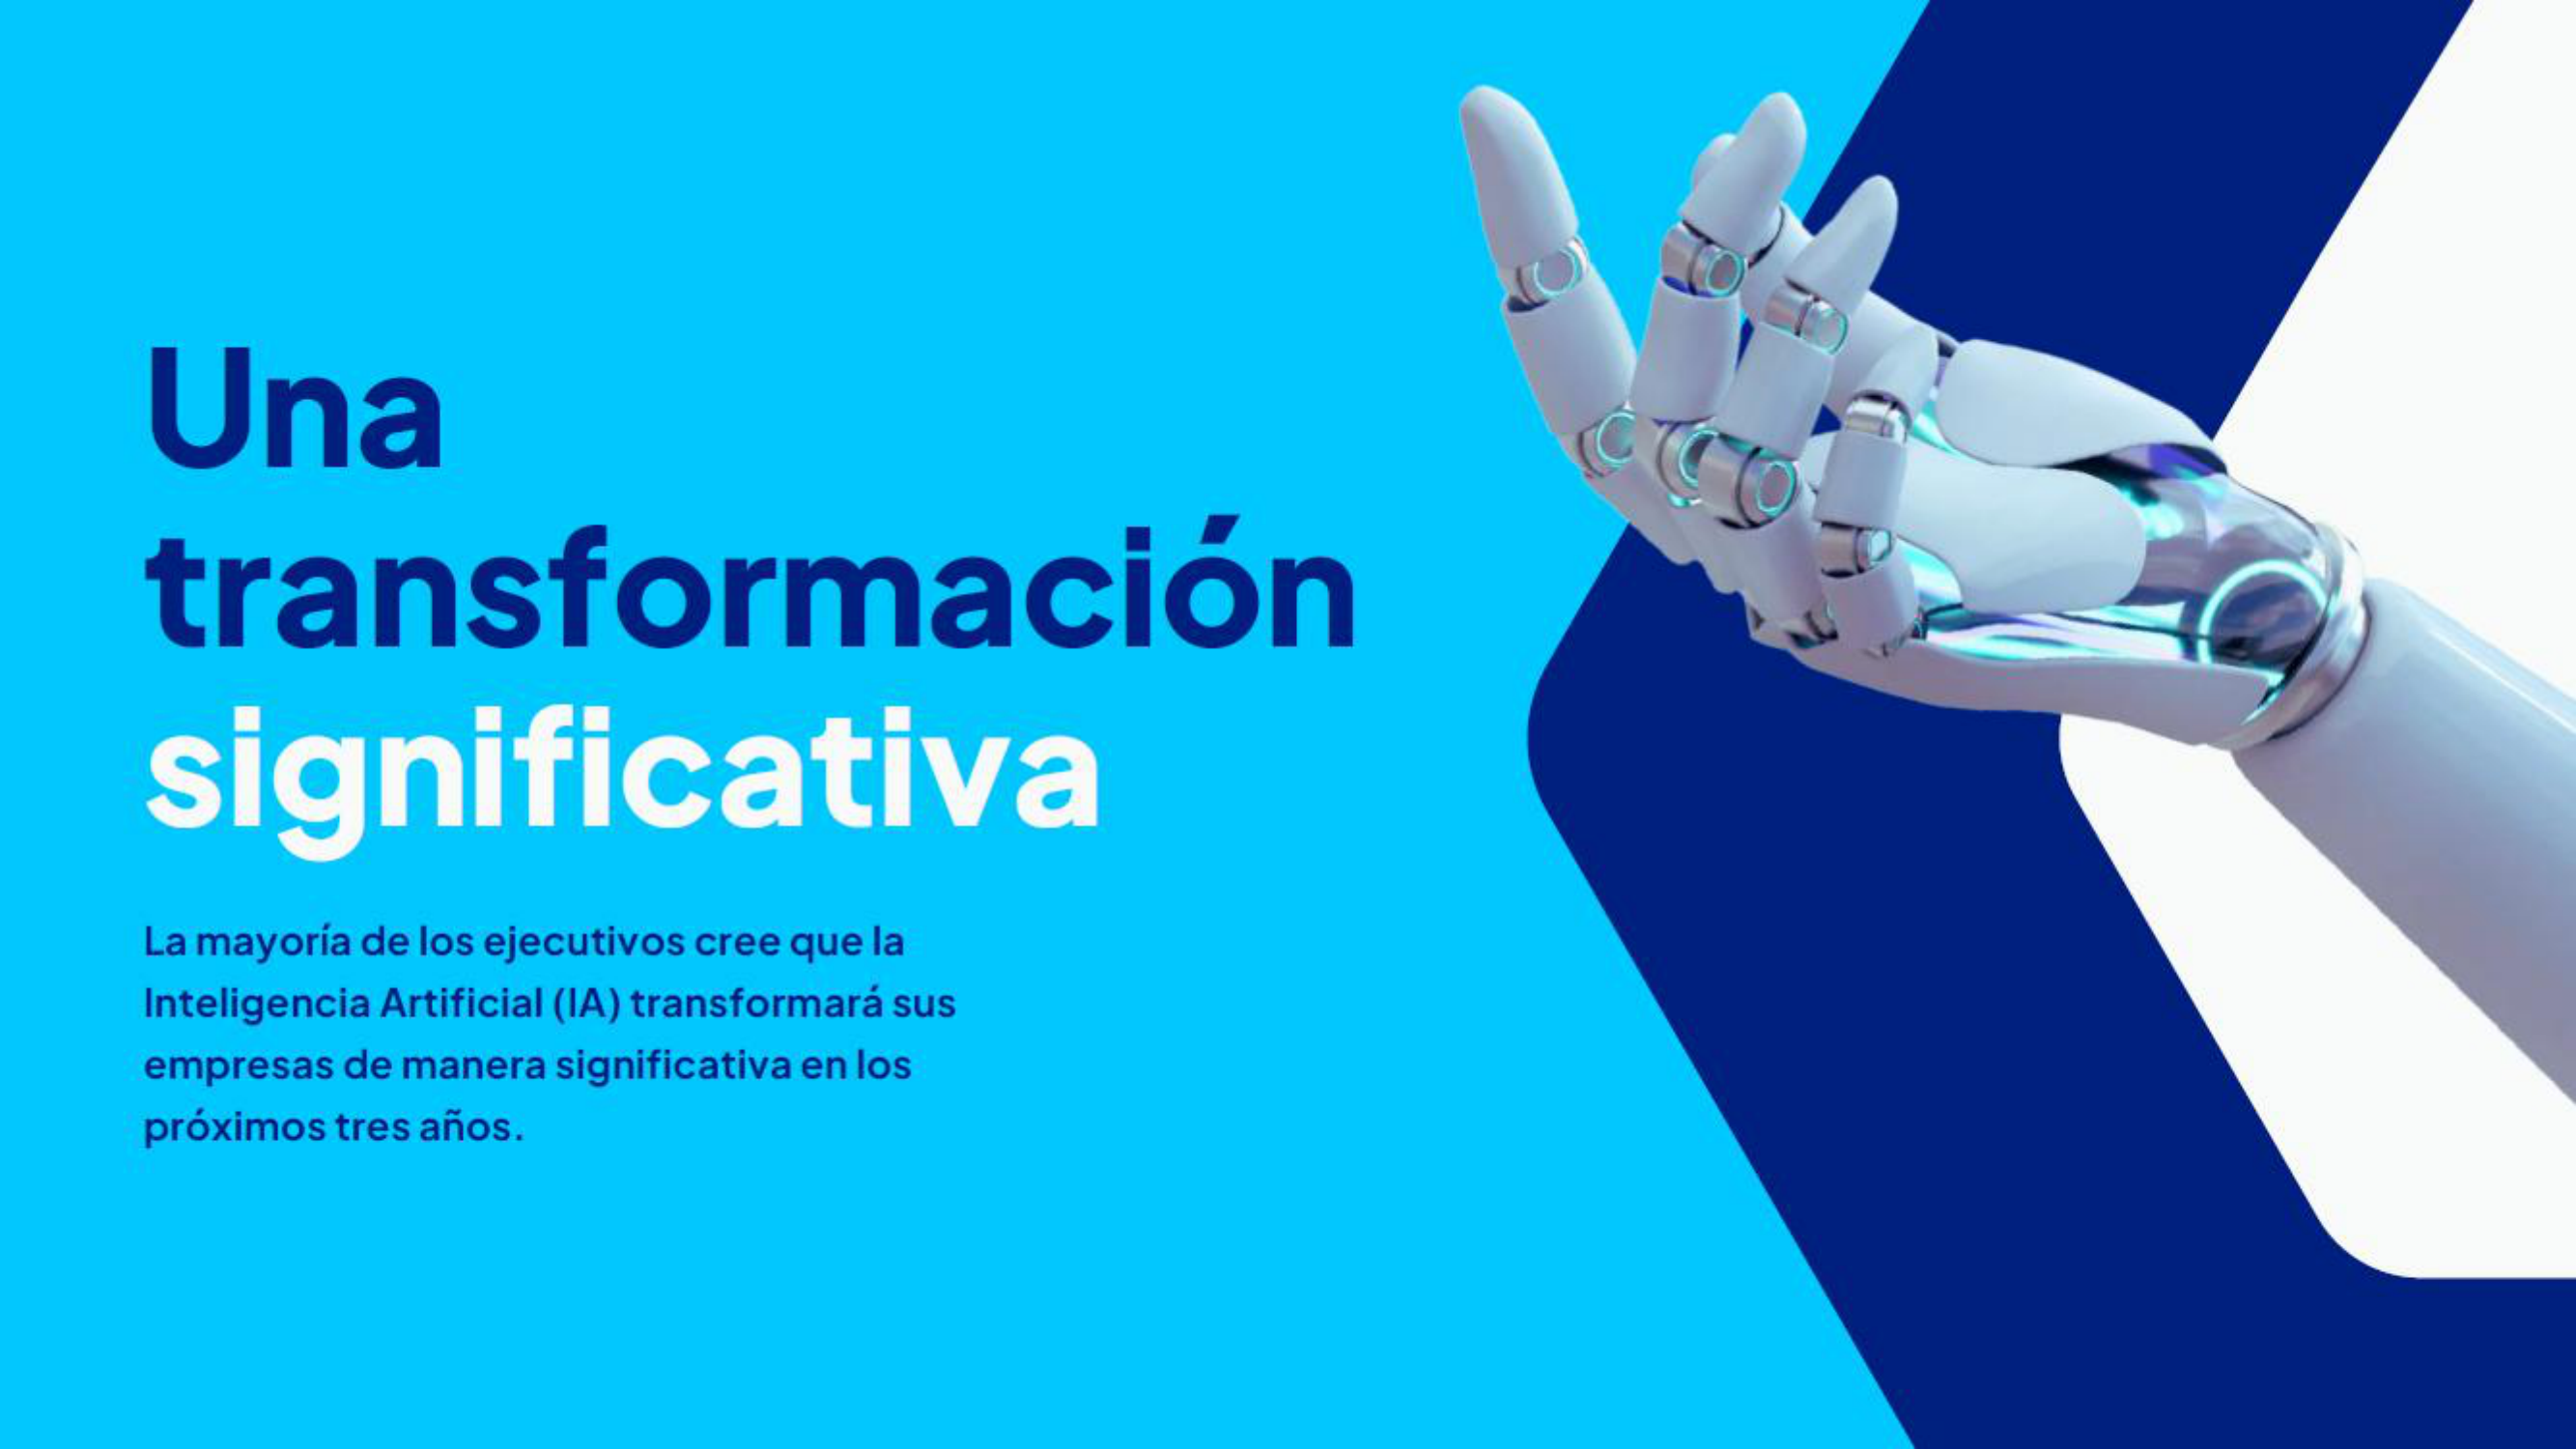 Una
transformación
significativa
La mayoría de los ejecutivos cree que la
Inteligencia Artificial (IA) transformará sus
empresas de manera significativa en los
próximos tres años.